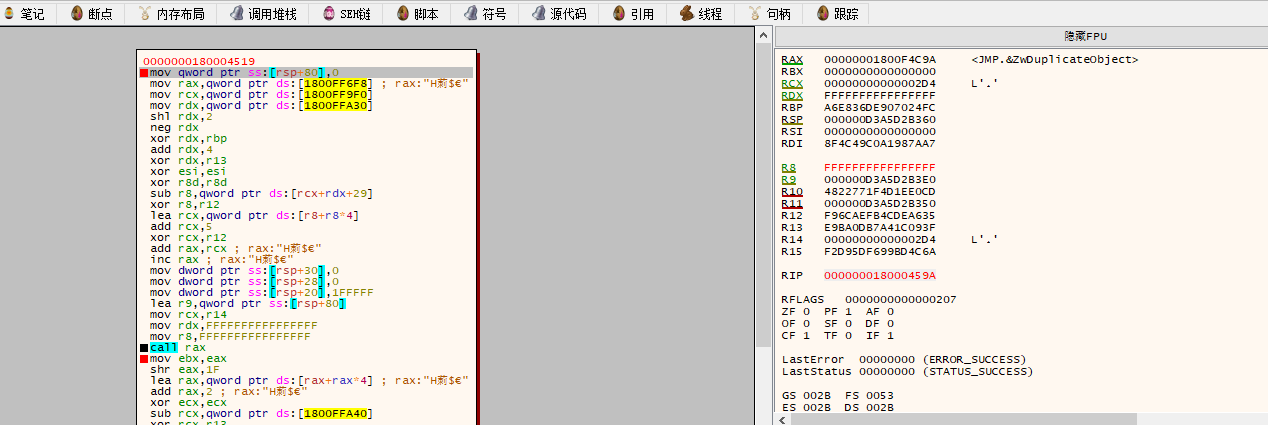 笔记 断点 内存布局 调用堆栈 SEH链 脚本 符号 源代码 引用 线程 句柄 跟踪
0000000180004519
mov qword ptr ss:[rsp+80],0
mov rax,qword ptr ds:[1800FF6F8] ; rax:"H萪$€"
mov rcx,qword ptr ds:[1800FF9F0]
mov rdx,qword ptr ds:[1800FFA30]
shl rdx,2
neg rdx
xor rdx,rbp
add rdx,4
xor rdx,r13
xor esi,esi
xor r8d,r8d
sub r8,qword ptr ds:[rcx+rdx+29]
xor r8,r12
lea rcx,qword ptr ds:[r8+r8*4]
add rcx,5
xor rcx,r12
add rax,rcx ; rax:"H萪$€"
inc rax ; rax:"H萪$€"
mov dword ptr ss:[rsp+30],0
mov dword ptr ss:[rsp+28],0
mov dword ptr ss:[rsp+20],1FFFFF
lea r9,qword ptr ss:[rsp+80]
mov rcx,r14
mov rdx,FFFFFFFFFFFFFFFF
mov r8,FFFFFFFFFFFFFFFF
call rax
mov ebx,eax
shr eax,1F
lea rax,qword ptr ds:[rax+rax*4] ; rax:"H萪$€"
add rax,2 ; rax:"H萪$€"
xor ecx,ecx
sub rcx,qword ptr ds:[1800FFA40]
xor rcx,r13
隐藏FPU
RAX 00000001800F4C9A <JMP.&ZwDuplicateObject>
RBX 0000000000000000
RCX 00000000000002D4 L'.'
RDX FFFFFFFFFFFFFFFF
RBP A6E836DE907024FC
RSP 000000D3A5D2B360
RSI 0000000000000000
RDI 8F4C49C0A1987AA7
R8 FFFFFFFFFFFFFFFF
R9 000000D3A5D2B3E0
R10 4822771F4D1EE0CD
R11 000000D3A5D2B350
R12 F96CAEFB4CDEA635
R13 E9BA0DB7A41C093F
R14 00000000000002D4 L'.'
R15 F2D95DF699BD4C6A
RIP 000000018000459A
RFLAGS 0000000000000207
ZF 0 PF 1 AF 0
OF 0 SF 0 DF 0
CF 1 TF 0 IF 1
LastError 00000000 (ERROR_SUCCESS)
LastStatus 00000000 (STATUS_SUCCESS)
GS 002B FS 0053
ES 002B DS 002B